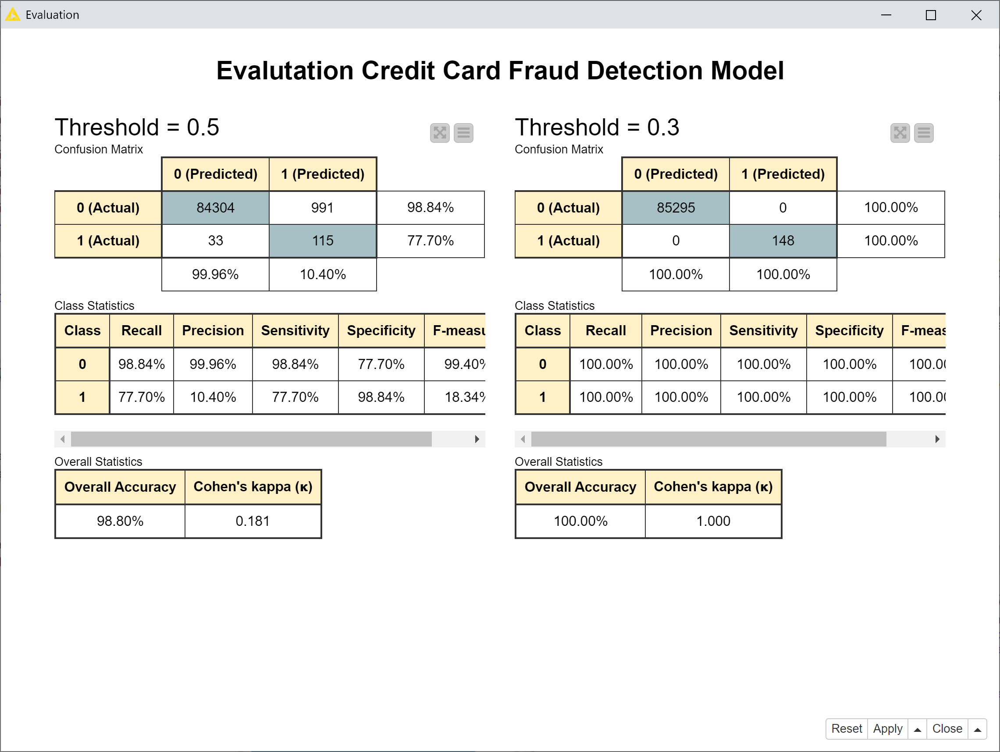 Evaluation
Evalutation Credit Card Fraud Detection Model
Threshold = 0.5
Confusion Matrix
0 (Predicted) 1 (Predicted)
0 (Actual) 84304 991 98.84%
1 (Actual) 33 115 77.70%
99.96% 10.40%
Class Statistics
Class Recall Precision Sensitivity Specificity F-measu
0 98.84% 99.96% 98.84% 77.70% 99.40%
1 77.70% 10.40% 77.70% 98.84% 18.34%
Overall Statistics
Overall Accuracy Cohen's kappa (κ)
98.80% 0.181
Threshold = 0.3
Confusion Matrix
0 (Predicted) 1 (Predicted)
0 (Actual) 85295 0 100.00%
1 (Actual) 0 148 100.00%
100.00% 100.00%
Class Statistics
Class Recall Precision Sensitivity Specificity F-meas
0 100.00% 100.00% 100.00% 100.00% 100.0
1 100.00% 100.00% 100.00% 100.00% 100.0
Overall Statistics
Overall Accuracy Cohen's kappa (κ)
100.00% 1.000
Reset Apply Close